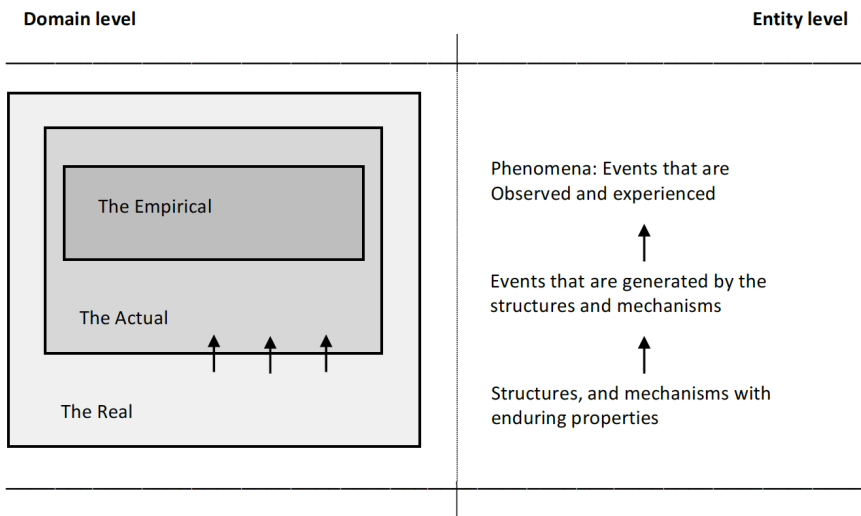 Domain level
Entity level
The Empirical
The Actual
The Real
Phenomena: Events that are
Observed and experienced
Events that are generated by the
structures and mechanisms
Structures, and mechanisms with
enduring properties